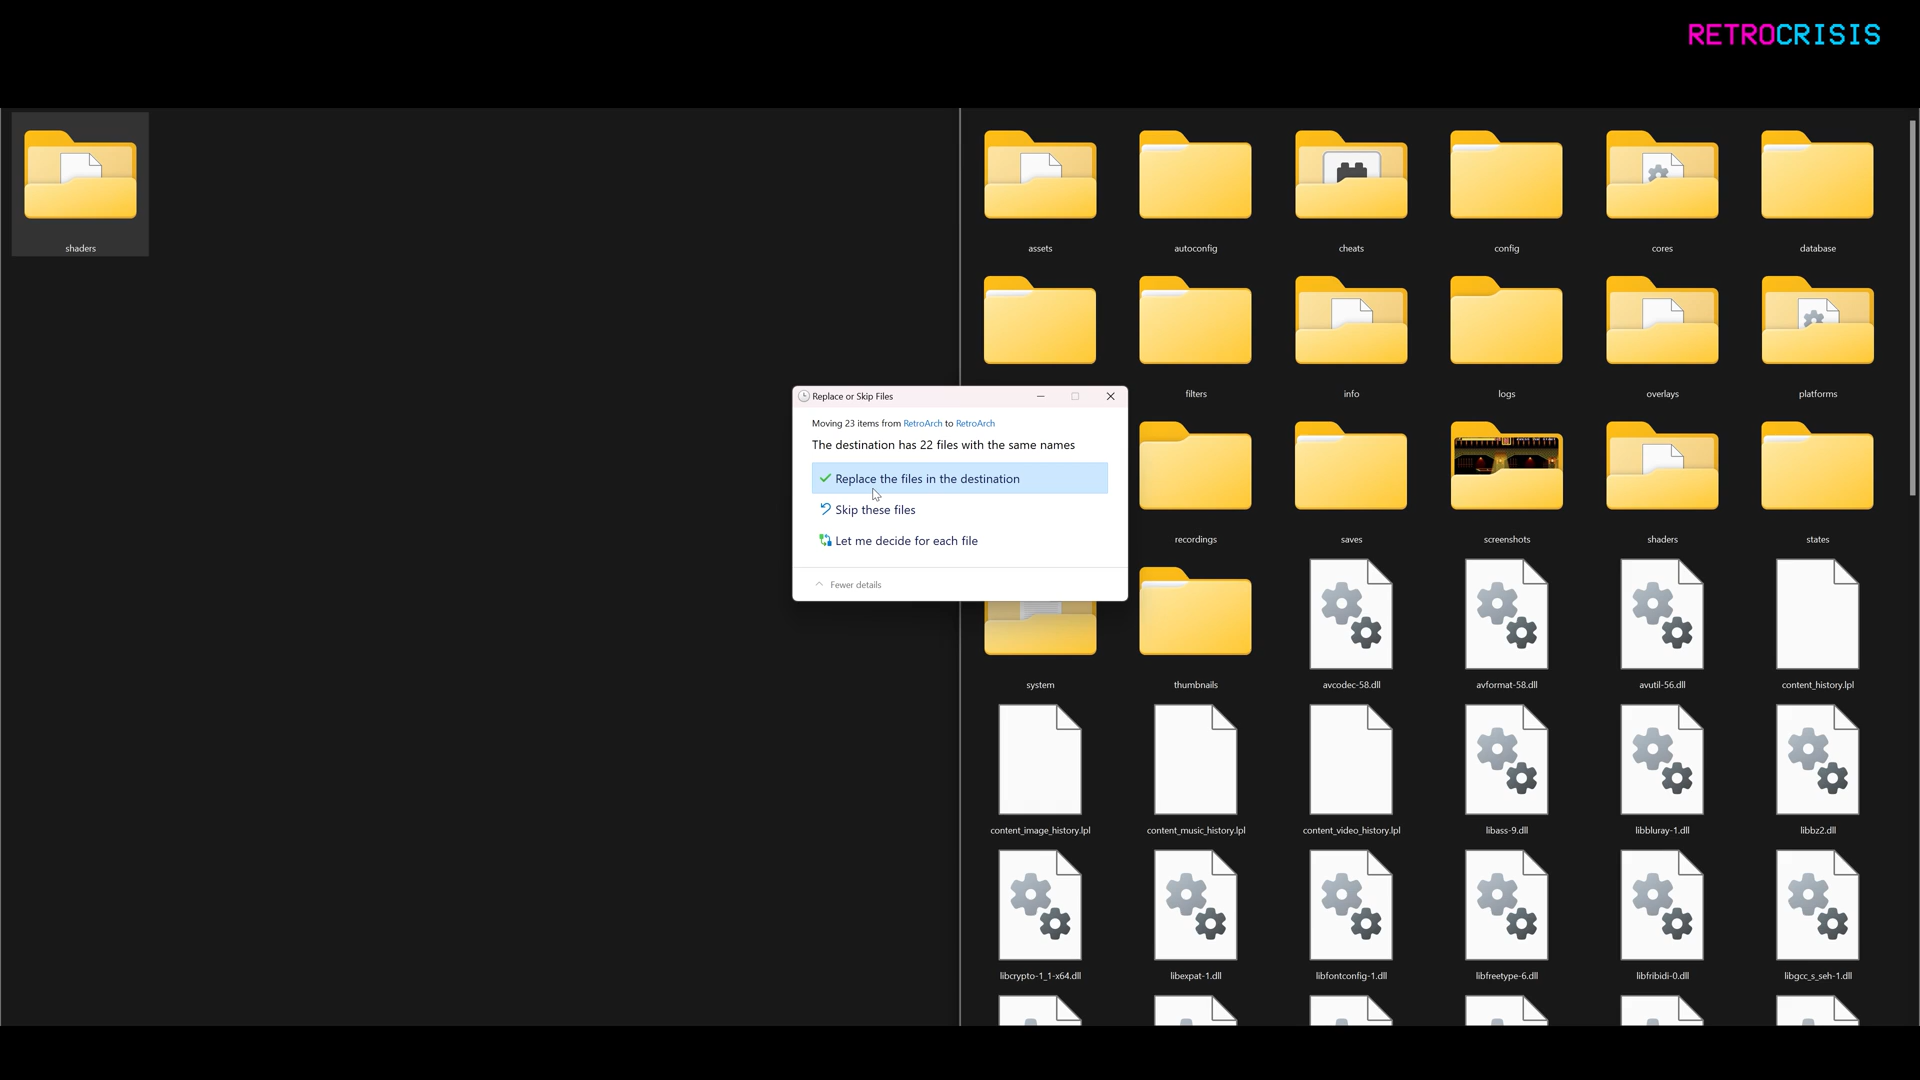 RETROCRISIS
shaders
assets
autoconfig
cheats
config
cores
database
filters
info
logs
overlays
platforms
Replace or Skip Files
Moving 23 items from RetroArch to RetroArch
The destination has 22 files with the same names
Replace the files in the destination
Skip these files
Let me decide for each file
Fewer details
recordings
saves
screenshots
shaders
states
system
thumbnails
avcodec-58.dll
avformat-58.dll
avutil-56.dll
content_history.lpl
content_image_history.lpl
content_music_history.lpl
content_video_history.lpl
libass-9.dll
libbluray-1.dll
libbz2.dll
libcrypto-1_1-x64.dll
libexpat-1.dll
libfontconfig-1.dll
libfreetype-6.dll
libfribidi-0.dll
libgcc_s_seh-1.dll